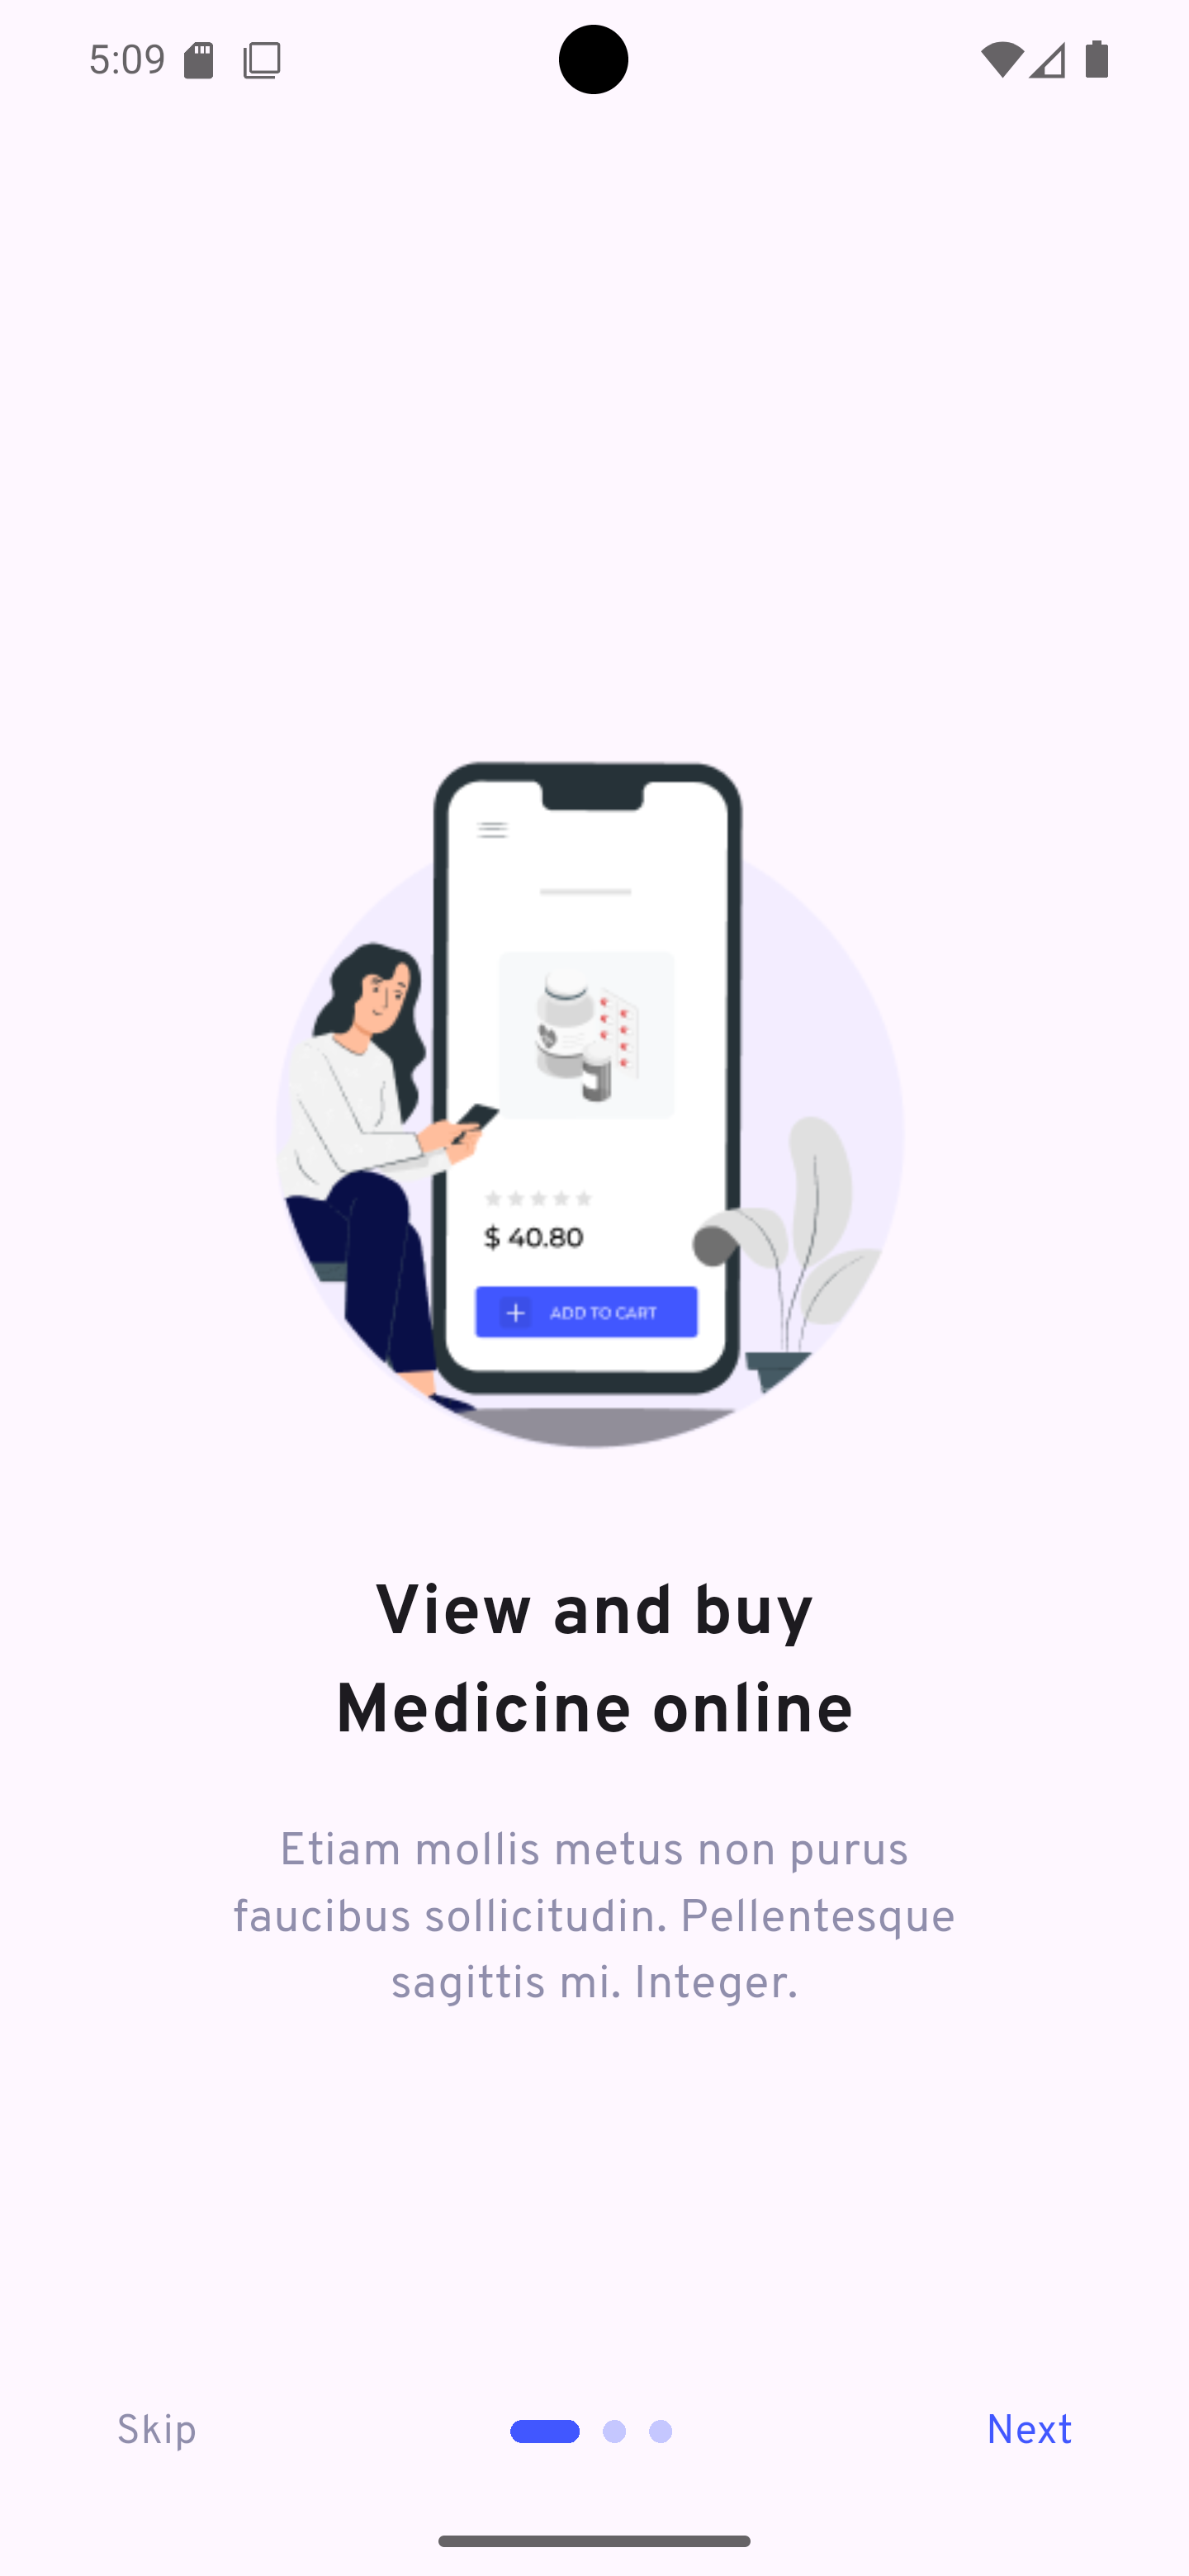 5:09
$ 40.80
ADD TO CART
View and buy
Medicine online
Etiam mollis metus non purus
faucibus sollicitudin. Pellentesque
sagittis mi. Integer.
Skip
Next